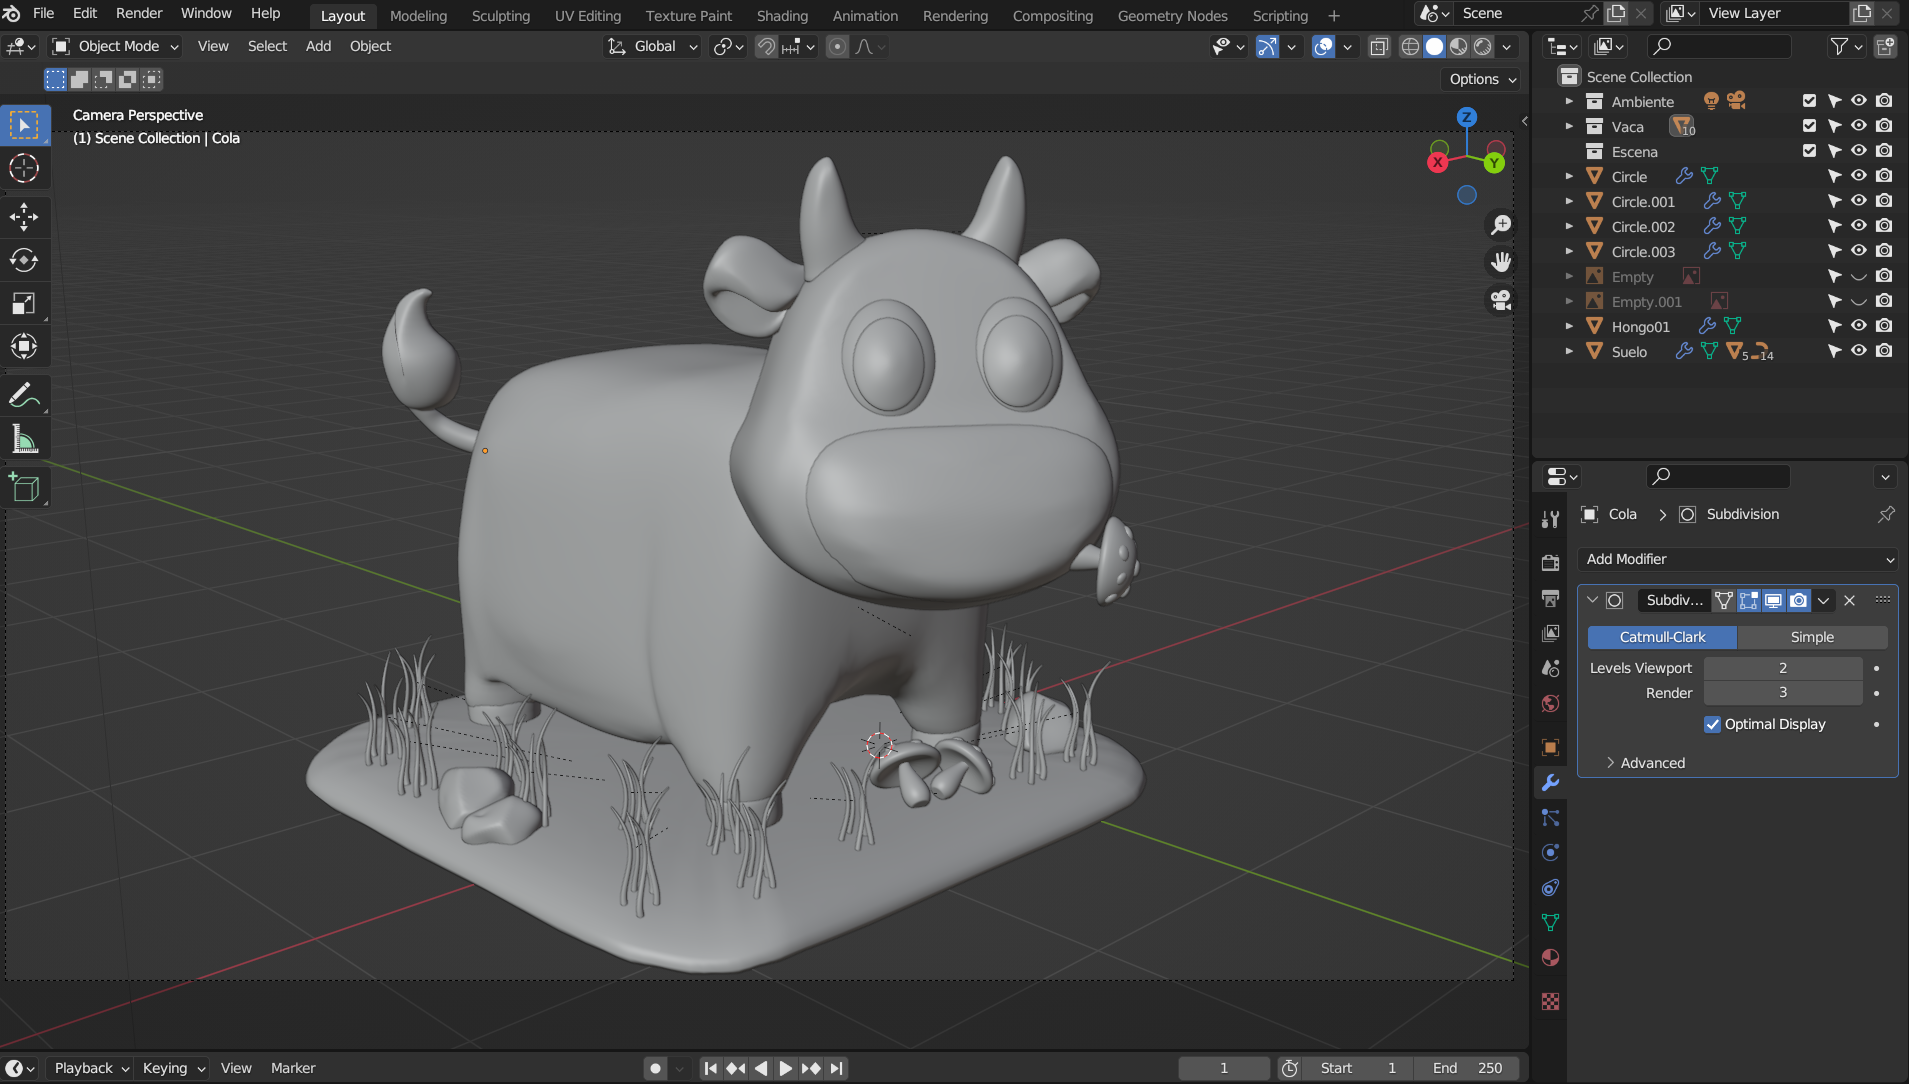 File Edit Render Window Help Layout Modeling Sculpting UV Editing Texture Paint Shading Animation Rendering Compositing Geometry Nodes Scripting + Scene View Layer
Object Mode View Select Add Object Global
Options
Camera Perspective
(1) Scene Collection | Cola
Z
X
Y
Scene Collection
Ambiente
Vaca 10
Escena
Circle
Circle.001
Circle.002
Circle.003
Empty
Empty.001
Hongo01
Suelo 5 14
Cola > Subdivision
Add Modifier
Subdiv...
Catmull-Clark Simple
Levels Viewport 2
Render 3
Optimal Display
Advanced
Playback Keying View Marker 1 Start 1 End 250